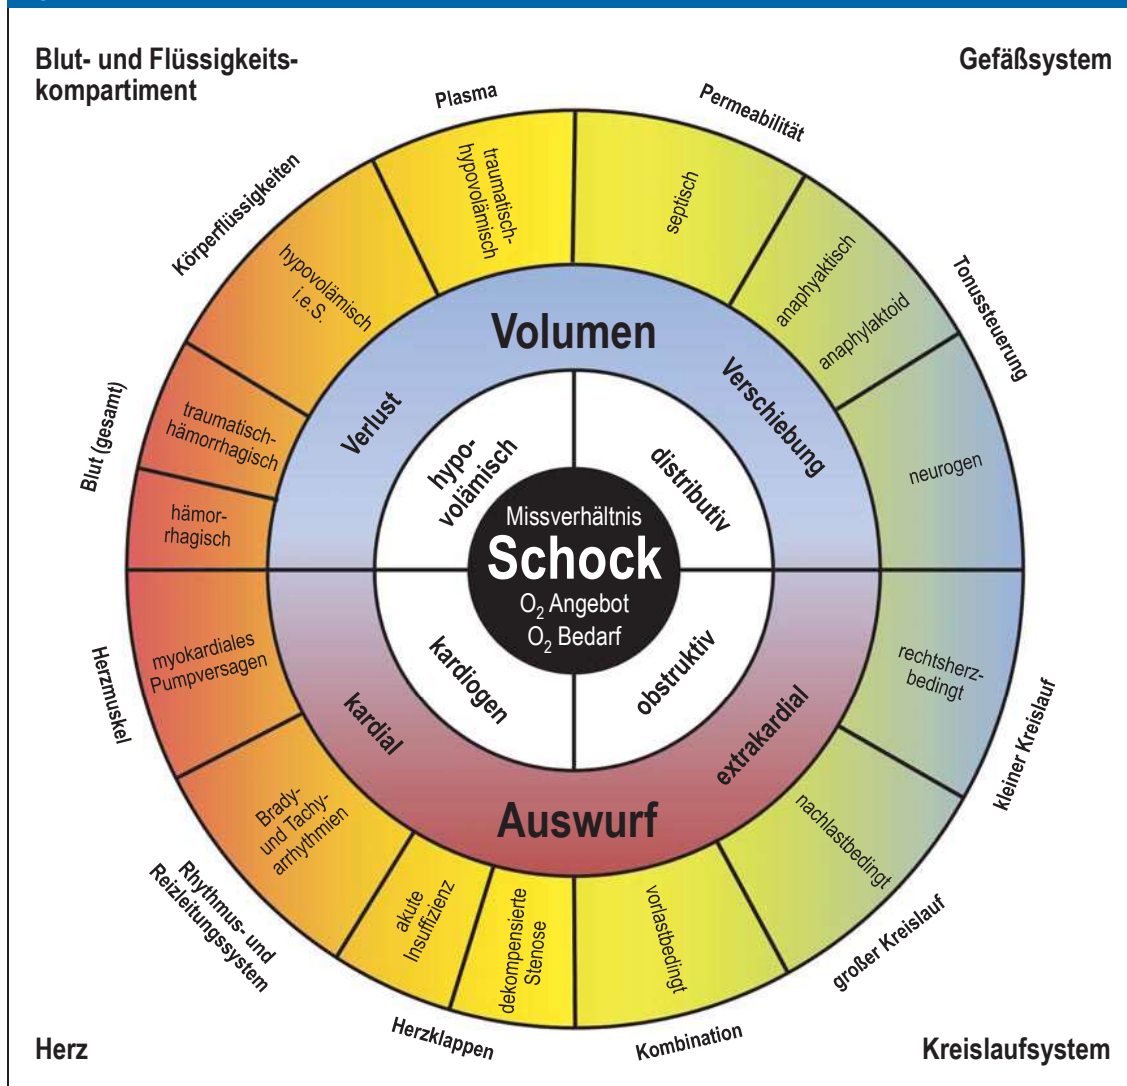 Blut- und Flüssigkeits-
kompartiment
Gefäßsystem
Plasma
Permeabilität
Körperflüssigkeiten
Tonussteuerung
Blut (gesamt)
Herzmuskel
kleiner Kreislauf
Rhythmus- und
Reizleitungssystem
großer Kreislauf
Herzklappen
Kombination
Herz
Kreislaufsystem
traumatisch-
hypovolämisch
septisch
hypovolämisch
i.e.S.
anaphyaktisch
anaphylaktoid
traumatisch-
hämorrhagisch
neurogen
hämor-
rhagisch
myokardiales
Pumpversagen
rechtsherz-
bedingt
Brady-
und Tachy-
arrhythmien
nachlastbedingt
akute
Insuffizienz
dekompensierte
Stenose
vorlastbedingt
Volumen
Verlust
Verschiebung
kardial
extrakardial
Auswurf
hypo-
volämisch
distributiv
kardiogen
obstruktiv
Missverhältnis
Schock
O2 Angebot
O2 Bedarf